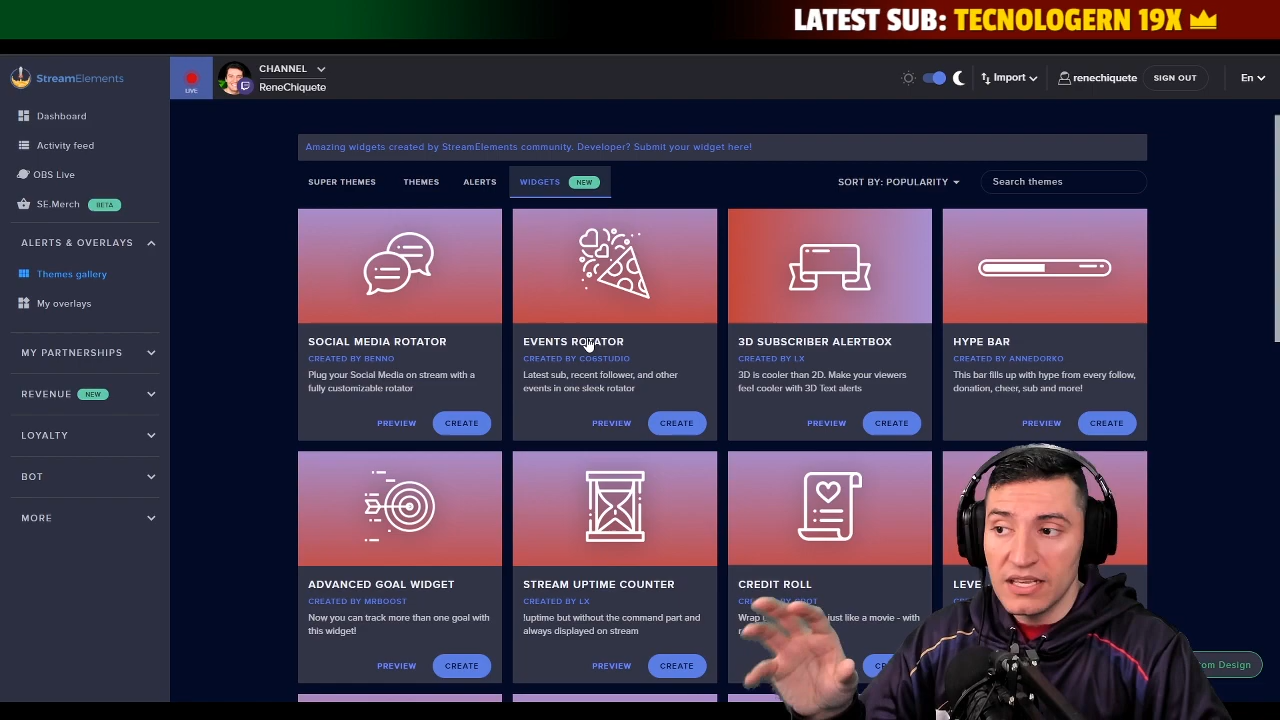 LATEST SUB: TECNOLOGERN 19X
StreamElements
LIVE
CHANNEL
ReneChiquete
Import
renechiquete
SIGN OUT
En
Dashboard
Activity feed
OBS Live
SE.Merch BETA
ALERTS & OVERLAYS
Themes gallery
My overlays
MY PARTNERSHIPS
REVENUE NEW
LOYALTY
BOT
MORE
Amazing widgets created by StreamElements community. Developer? Submit your widget here!
SUPER THEMES THEMES ALERTS WIDGETS NEW
SORT BY: POPULARITY
Search themes
SOCIAL MEDIA ROTATOR
CREATED BY BENNO
Plug your Social Media on stream with a
fully customizable rotator
PREVIEW CREATE
EVENTS ROTATOR
CREATED BY CO6STUDIO
Latest sub, recent follower, and other
events in one sleek rotator
PREVIEW CREATE
3D SUBSCRIBER ALERTBOX
CREATED BY LX
3D is cooler than 2D. Make your viewers
feel cooler with 3D Text alerts
PREVIEW CREATE
HYPE BAR
CREATED BY ANNEDORKO
This bar fills up with hype from every follow,
donation, cheer, sub and more!
PREVIEW CREATE
ADVANCED GOAL WIDGET
CREATED BY MRBOOST
Now you can track more than one goal with
this widget!
PREVIEW CREATE
STREAM UPTIME COUNTER
CREATED BY LX
!uptime but without the command part and
always displayed on stream
PREVIEW CREATE
CREDIT ROLL
just like a movie - with
Design